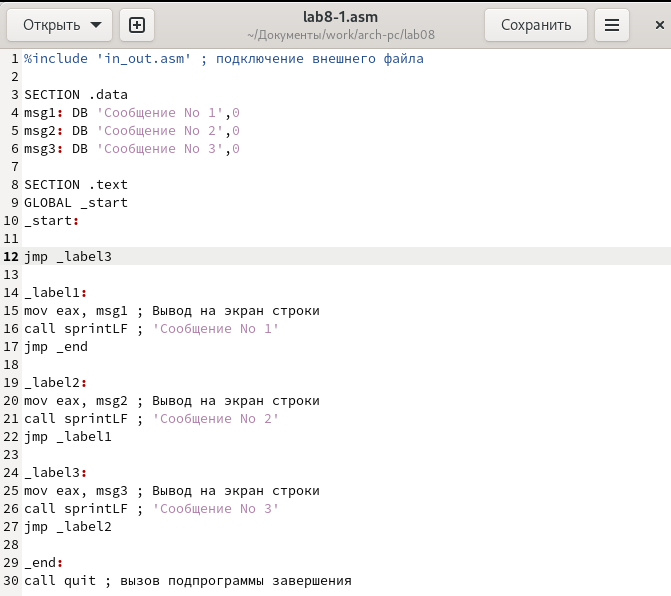 Открыть
lab8-1.asm
~/Документы/work/arch-pc/lab08
Сохранить
1 %include 'in_out.asm' ; подключение внешнего файла
2
3 SECTION .data
4 msg1: DB 'Сообщение No 1',0
5 msg2: DB 'Сообщение No 2',0
6 msg3: DB 'Сообщение No 3',0
7
8 SECTION .text
9 GLOBAL _start
10 _start:
11
12 jmp _label3
13
14 _label1:
15 mov eax, msg1 ; Вывод на экран строки
16 call sprintLF ; 'Сообщение No 1'
17 jmp _end
18
19 _label2:
20 mov eax, msg2 ; Вывод на экран строки
21 call sprintLF ; 'Сообщение No 2'
22 jmp _label1
23
24 _label3:
25 mov eax, msg3 ; Вывод на экран строки
26 call sprintLF ; 'Сообщение No 3'
27 jmp _label2
28
29 _end:
30 call quit ; вызов подпрограммы завершения